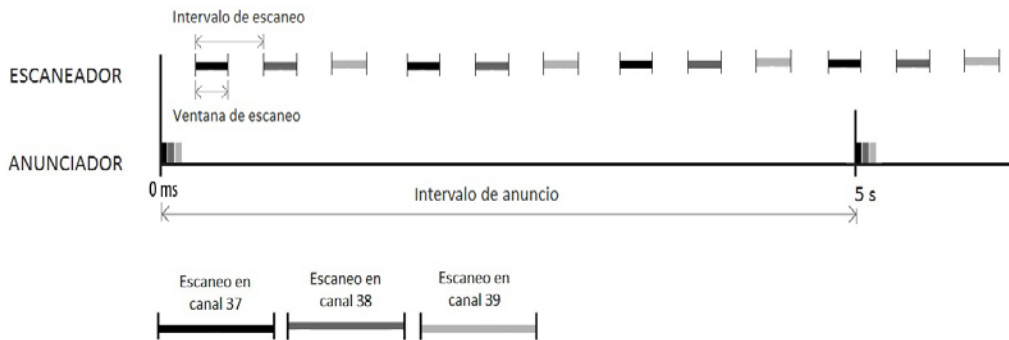 Intervalo de escaneo
ESCANEADOR
Ventana de escaneo
ANUNCIADOR
0 ms
Intervalo de anuncio
5 s
Escaneo en
canal 37
Escaneo en
canal 38
Escaneo en
canal 39